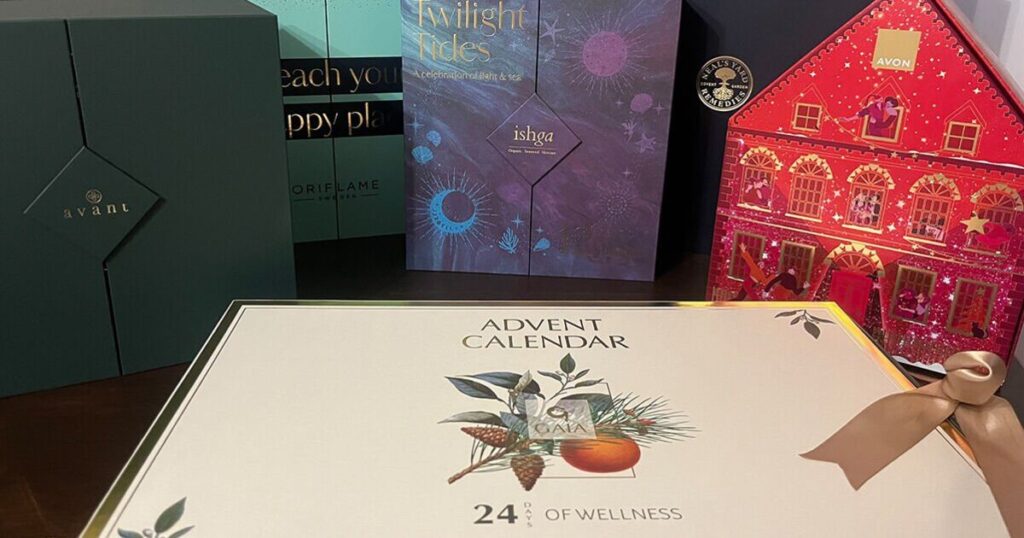 avant
each you
ppy pla
ORIFLAME
SWEDEN
Twilight
Tides
A celebration of light & sea
ishga
Organic Seaweed Skincare
NEAL'S YARD
REMEDIES
AVON
ADVENT
CALENDAR
GAIA
24 DAYS OF WELLNESS